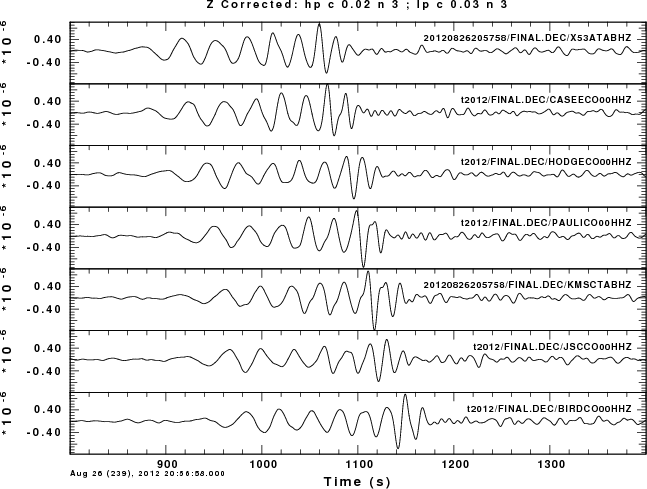 Z Corrected: hp c 0.02 n 3 ; lp c 0.03 n 3
*10 -6
0.40
-0.40
20120826205758/FINAL.DEC/X53ATABHZ
*10 -6
0.40
-0.40
t2012/FINAL.DEC/CASEECO00HHZ
*10 -6
0.40
-0.40
t2012/FINAL.DEC/HODGECO00HHZ
*10 -6
0.40
-0.40
t2012/FINAL.DEC/PAULICO00HHZ
*10 -6
0.40
-0.40
20120826205758/FINAL.DEC/KMSCTABHZ
*10 -6
0.40
-0.40
t2012/FINAL.DEC/JSCCO00HHZ
*10 -6
0.40
-0.40
t2012/FINAL.DEC/BIRDCO00HHZ
900 1000 1100 1200 1300
Aug 26 (239), 2012 20:56:58.000
Time (s)